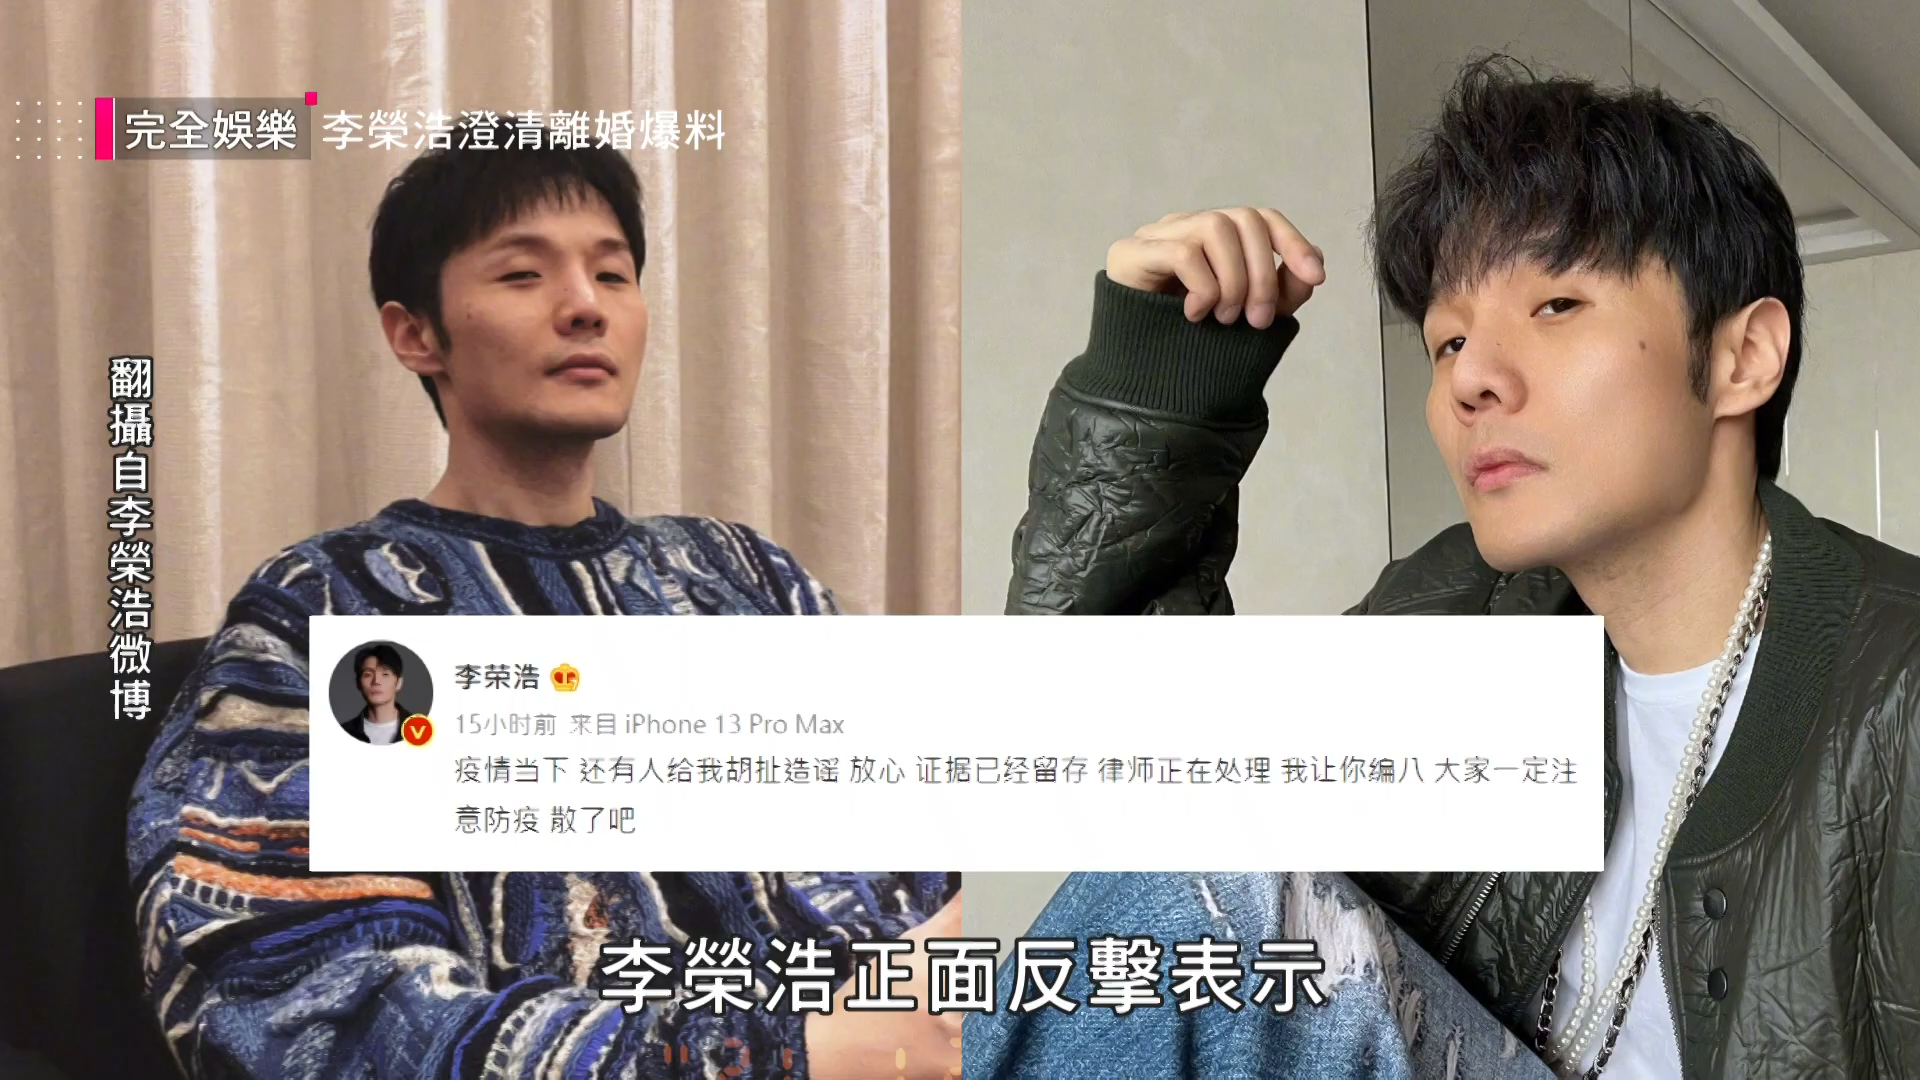 完全娛樂
李榮浩澄清離婚爆料
翻攝自李榮浩微博
李荣浩
15小时前 来自 iPhone 13 Pro Max
疫情当下 还有人给我胡扯造谣 放心 证据已经留存 律师正在处理 我让你编八 大家一定注
意防疫 散了吧
李榮浩正面反擊表示